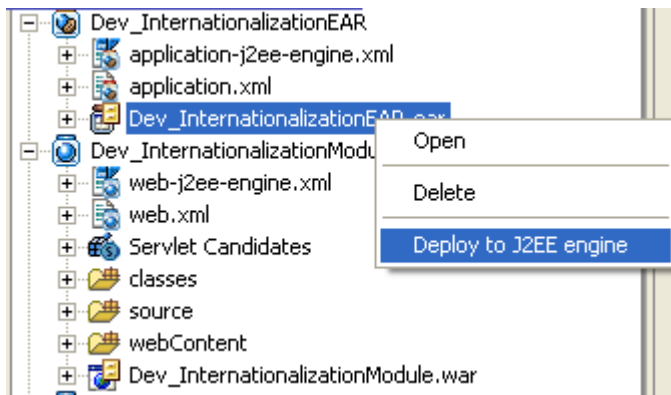 Dev_InternationalizationEAR
application-j2ee-engine.xml
application.xml
Dev_InternationalizationEAR.ear
Open
Dev_InternationalizationModu
web-j2ee-engine.xml
Delete
web.xml
Servlet Candidates
Deploy to J2EE engine
classes
source
webContent
Dev_InternationalizationModule.war